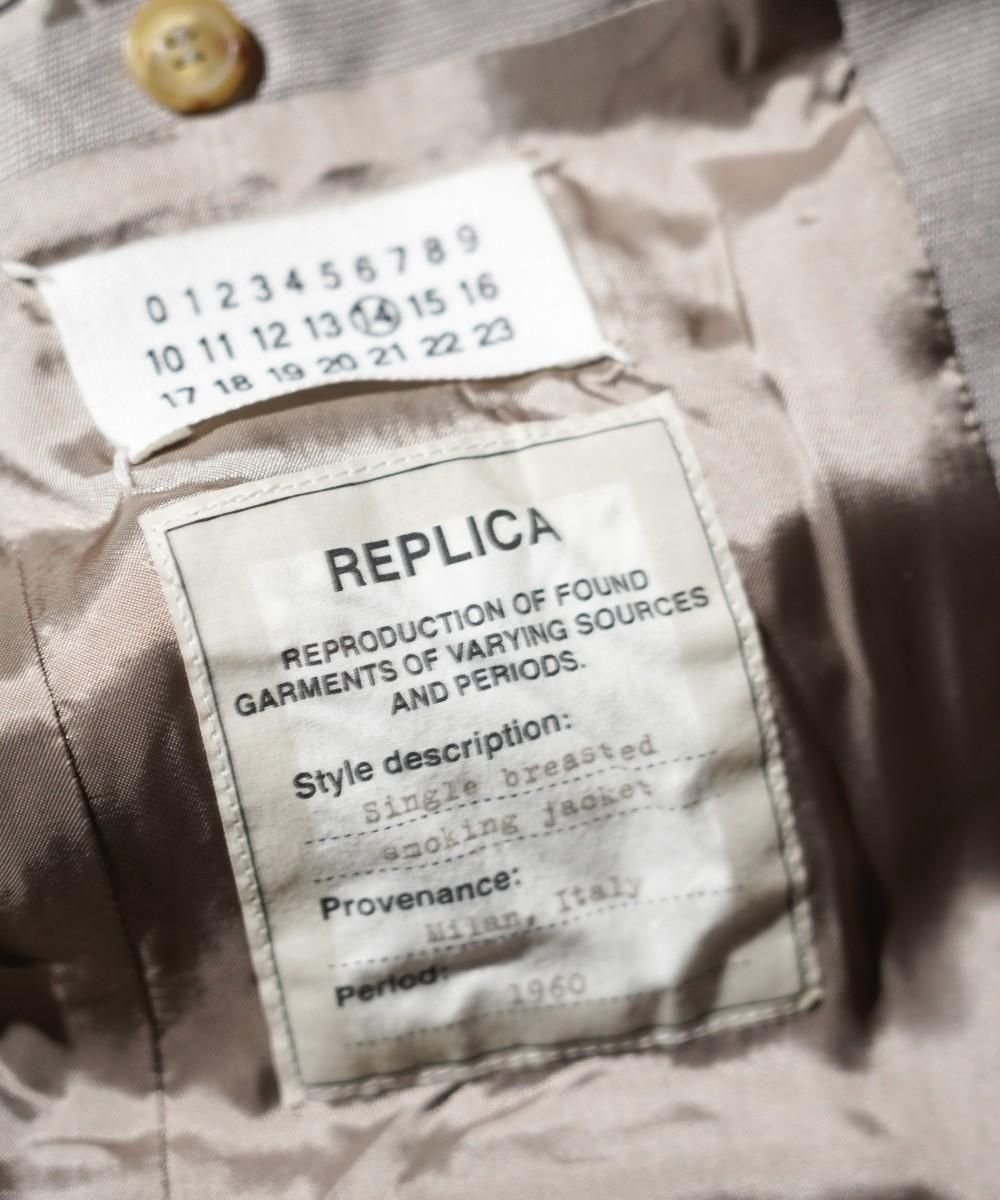 0 1 2 3 4 5 6 7 8 9
10 11 12 13 14 15 16
17 18 19 20 21 22 23
REPLICA
REPRODUCTION OF FOUND
GARMENTS OF VARYING SOURCES
AND PERIODS.
Style description:
Single breasted
smoking jacket
Provenance:
Milan, Italy
Period:
1960